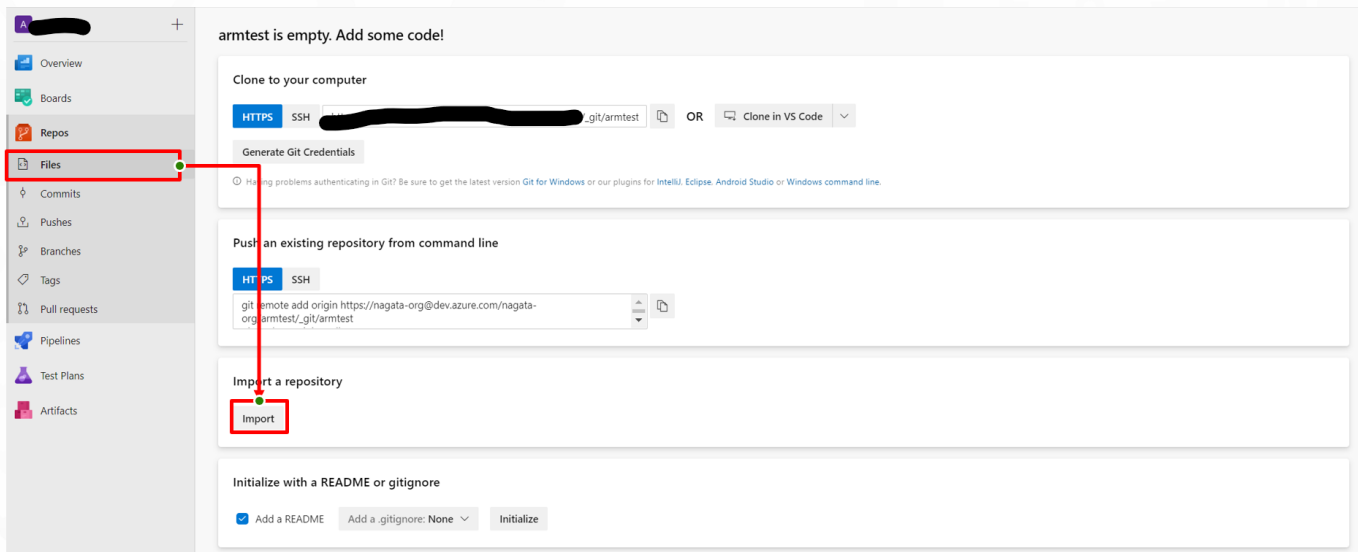 A
+
Overview
Boards
Repos
Files
Commits
Pushes
Branches
Tags
Pull requests
Pipelines
Test Plans
Artifacts
armtest is empty. Add some code!
Clone to your computer
HTTPS SSH /_git/armtest OR Clone in VS Code
Generate Git Credentials
Having problems authenticating in Git? Be sure to get the latest version Git for Windows or our plugins for IntelliJ, Eclipse, Android Studio or Windows command line.
Push an existing repository from command line
HTTPS SSH
git remote add origin https://nagata-org@dev.azure.com/nagata-
org/armtest/_git/armtest
Import a repository
Import
Initialize with a README or gitignore
Add a README Add a .gitignore: None Initialize